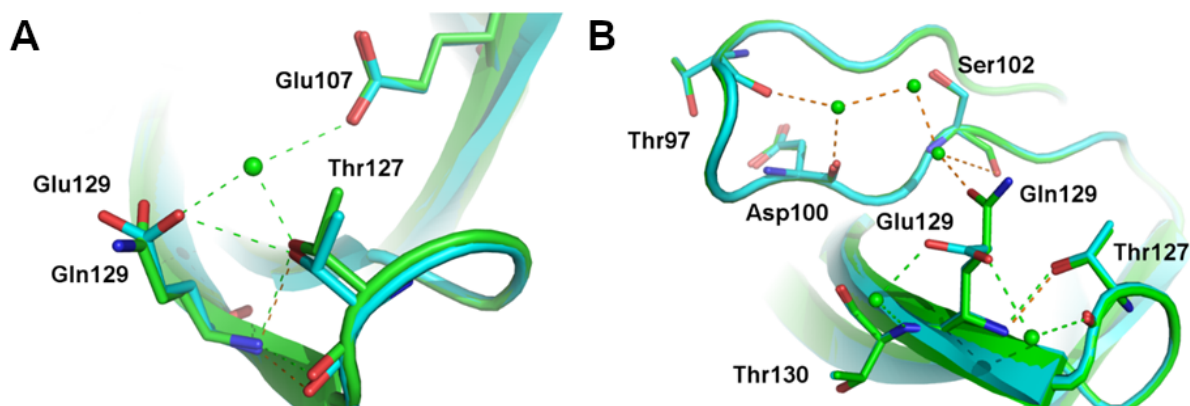 A
Glu107
Thr127
Glu129
Gln129
B
Ser102
Thr97
Asp100
Gln129
Glu129
Thr127
Thr130